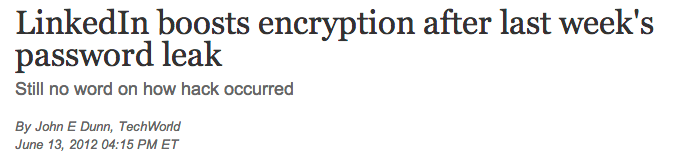 LinkedIn boosts encryption after last week's
password leak
Still no word on how hack occurred
By John E Dunn, TechWorld
June 13, 2012 04:15 PM ET